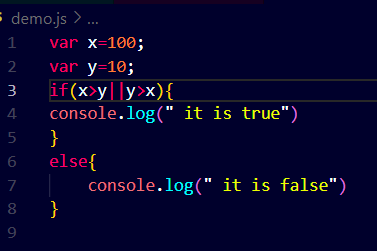 demo.js > ...
1 var x=100;
2 var y=10;
3 if(x>y||y>x){
4 console.log(" it is true")
5 }
6 else{
7     console.log(" it is false")
8 }
9